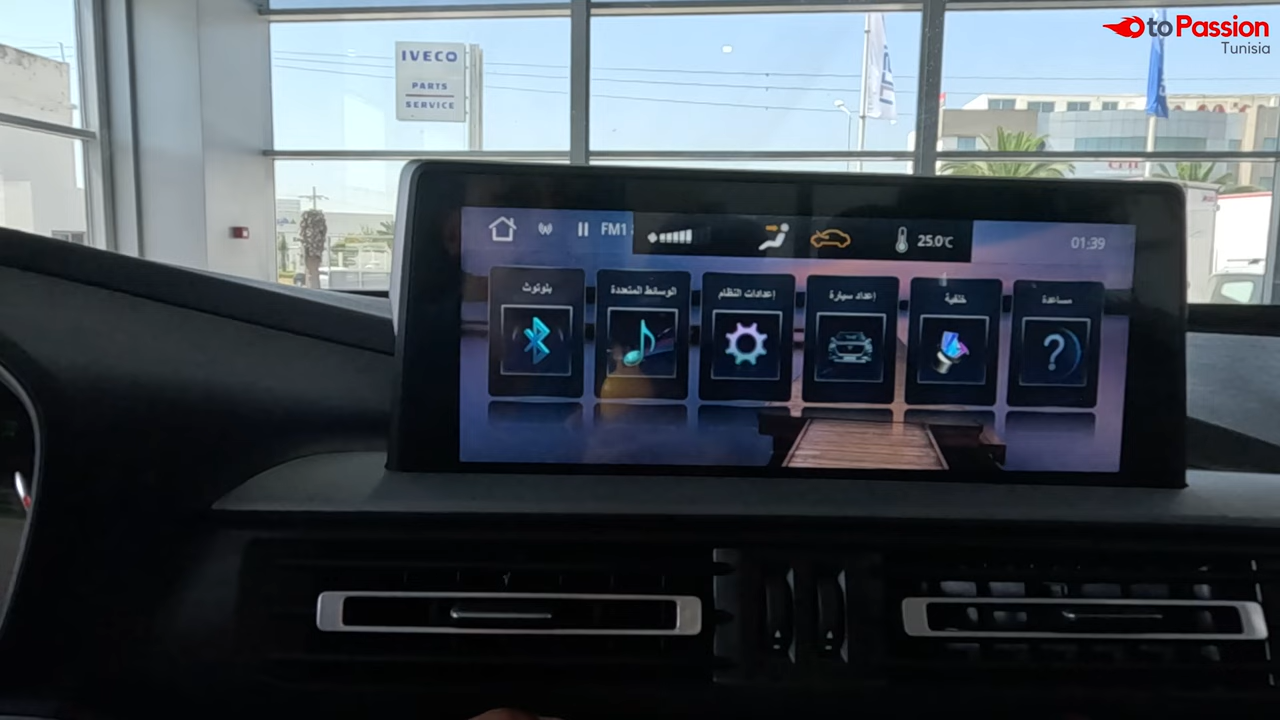 toPassion
Tunisia
IVECO
PARTS
SERVICE
FM1
25.0°C
01:39
بلوتوث
الوسائط المتعددة
إعدادات النظام
إعداد سيارة
خلفية
مساعدة